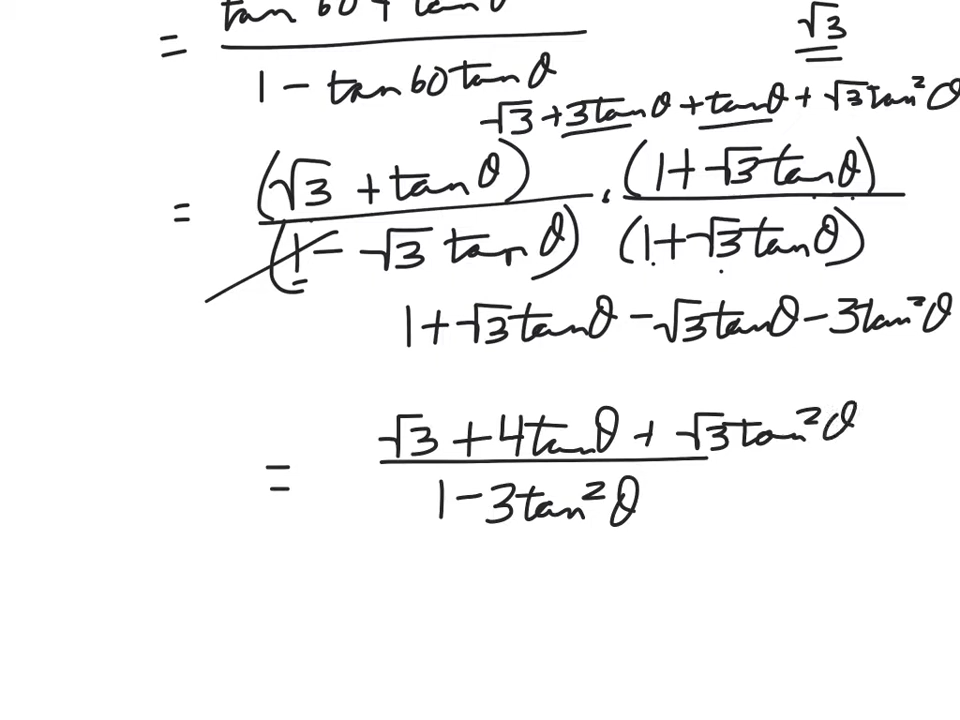 tan 60 + tan θ
√3
=
1 - tan 60 tan θ
√3 + 3tan θ + tan θ + √3 tan² θ
= (√3 + tan θ) . (1 + √3 tan θ)
(1 - √3 tan θ) (1 + √3 tan θ)
1 + √3 tan θ - √3 tan θ - 3tan² θ
= √3 + 4tan θ + √3 tan² θ
1 - 3tan² θ